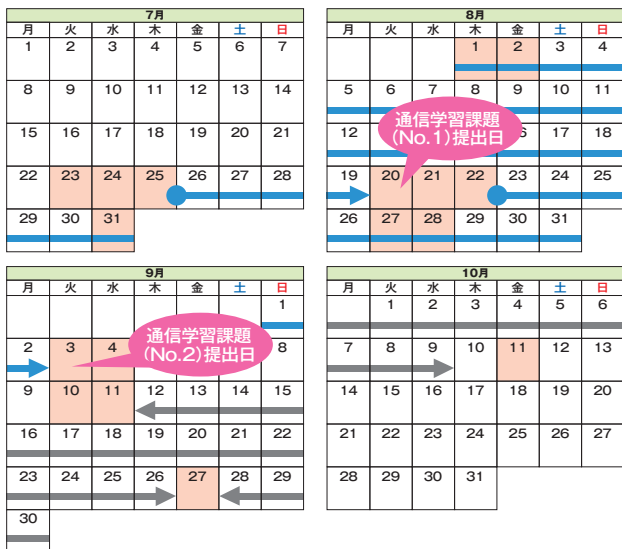 7月
月 火 水 木 金 土 日
1 2 3 4 5 6 7
8 9 10 11 12 13 14
15 16 17 18 19 20 21
22 23 24 25 26 27 28
29 30 31
8月
月 火 水 木 金 土 日
1 2 3 4
5 6 7 8 9 10 11
通信学習課題
(No.1)提出日
12 16 17 18
19 20 21 22 23 24 25
26 27 28 29 30 31
9月
月 火 水 木 金 土 日
1
通信学習課題
(No.2)提出日
2 3 4 8
9 10 11 12 13 14 15
16 17 18 19 20 21 22
23 24 25 26 27 28 29
30
10月
月 火 水 木 金 土 日
1 2 3 4 5 6
7 8 9 10 11 12 13
14 15 16 17 18 19 20
21 22 23 24 25 26 27
28 29 30 31